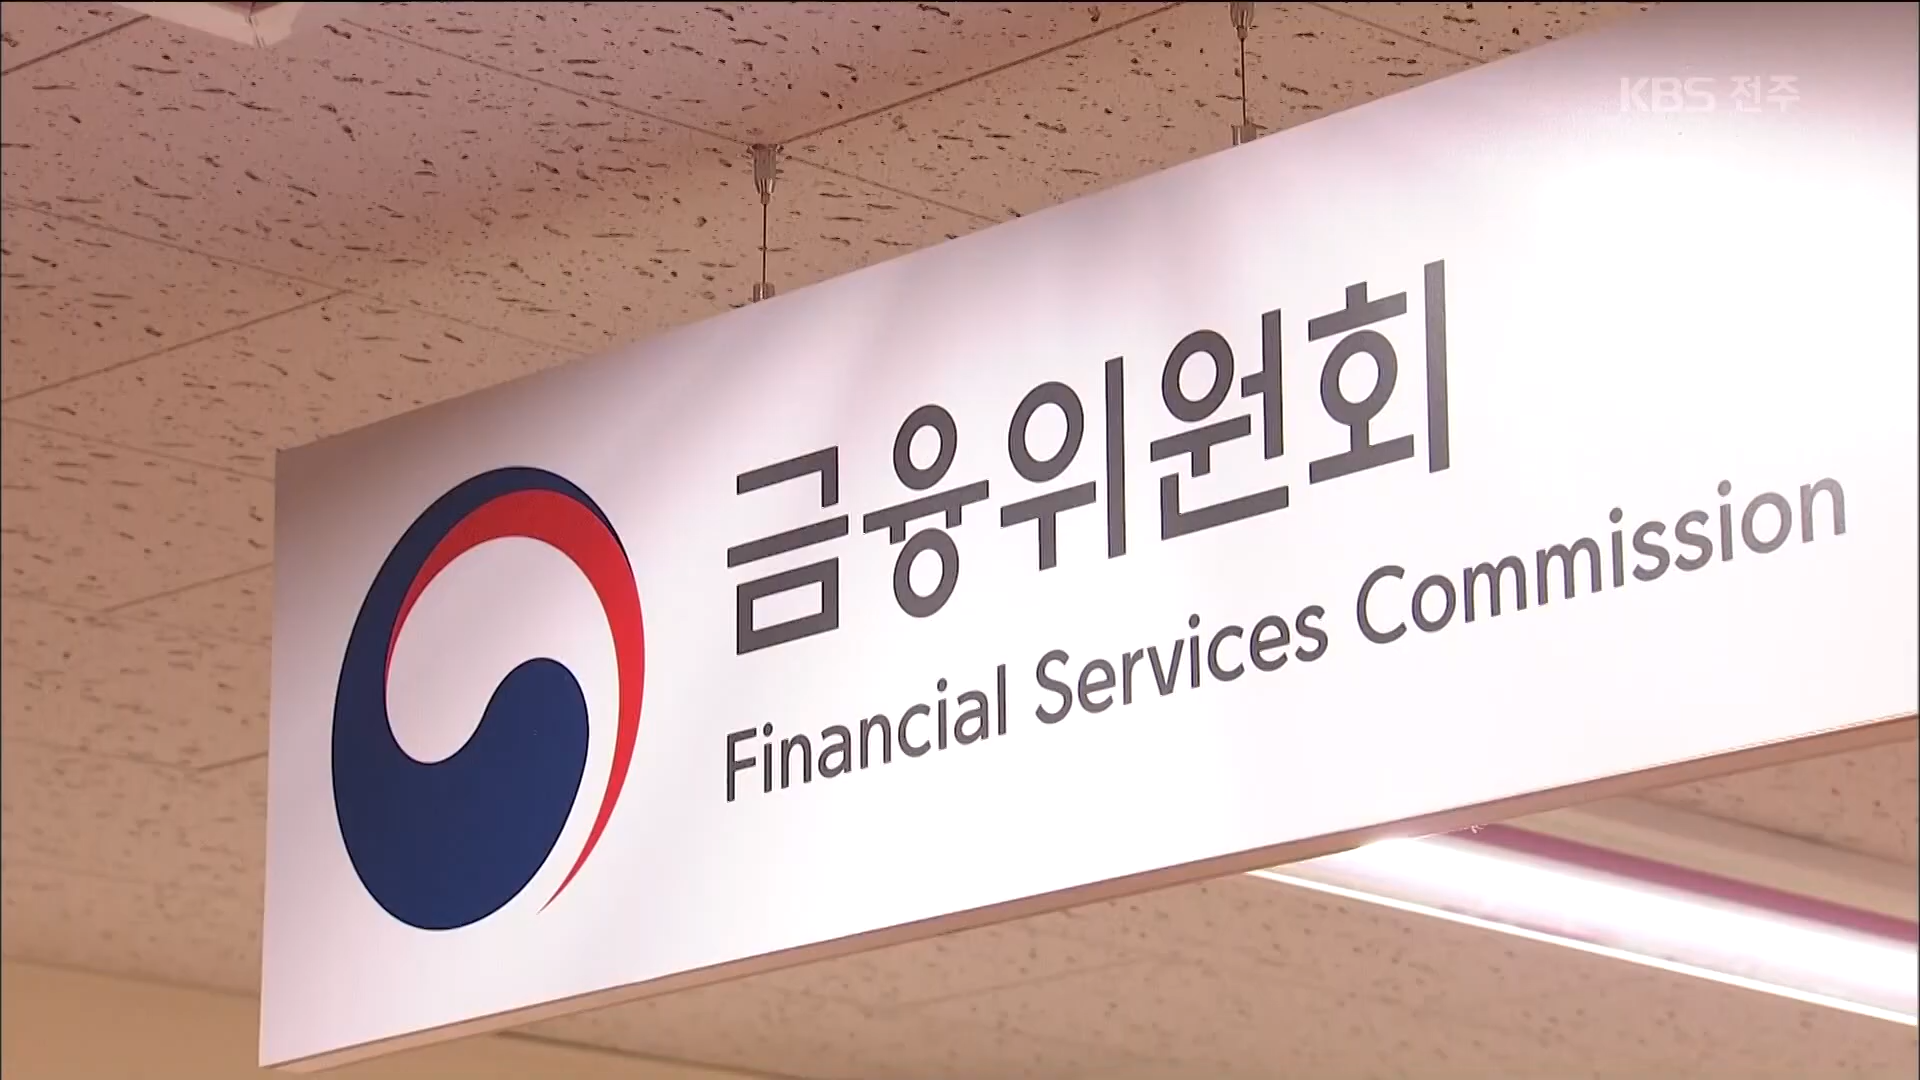 KBS 전주
금융위원회
Financial Services Commission